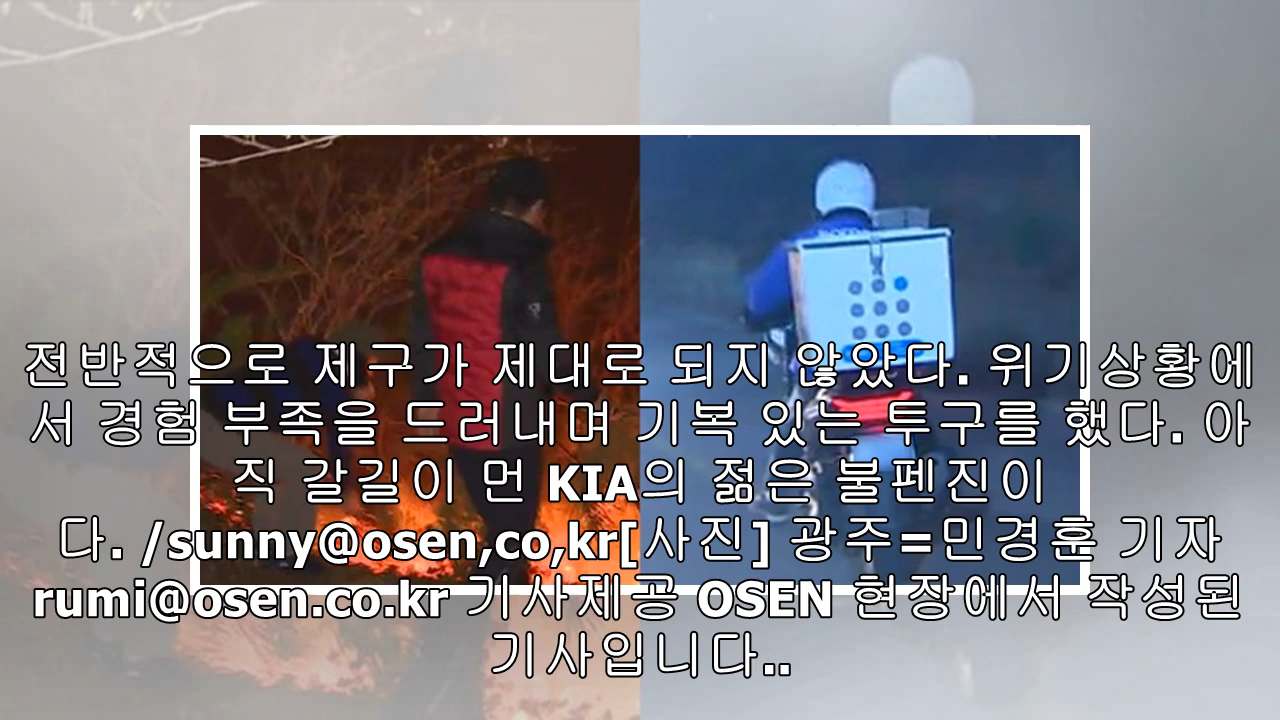 전반적으로 제구가 제대로 되지 않았다. 위기상황에
서 경험 부족을 드러내며 기복 있는 투구를 했다. 아
직 갈길이 먼 KIA의 젊은 불펜진이
다. /sunny@osen,co,kr[사진] 광주=민경훈 기자
rumi@osen.co.kr 기사제공 OSEN 현장에서 작성된
기사입니다..